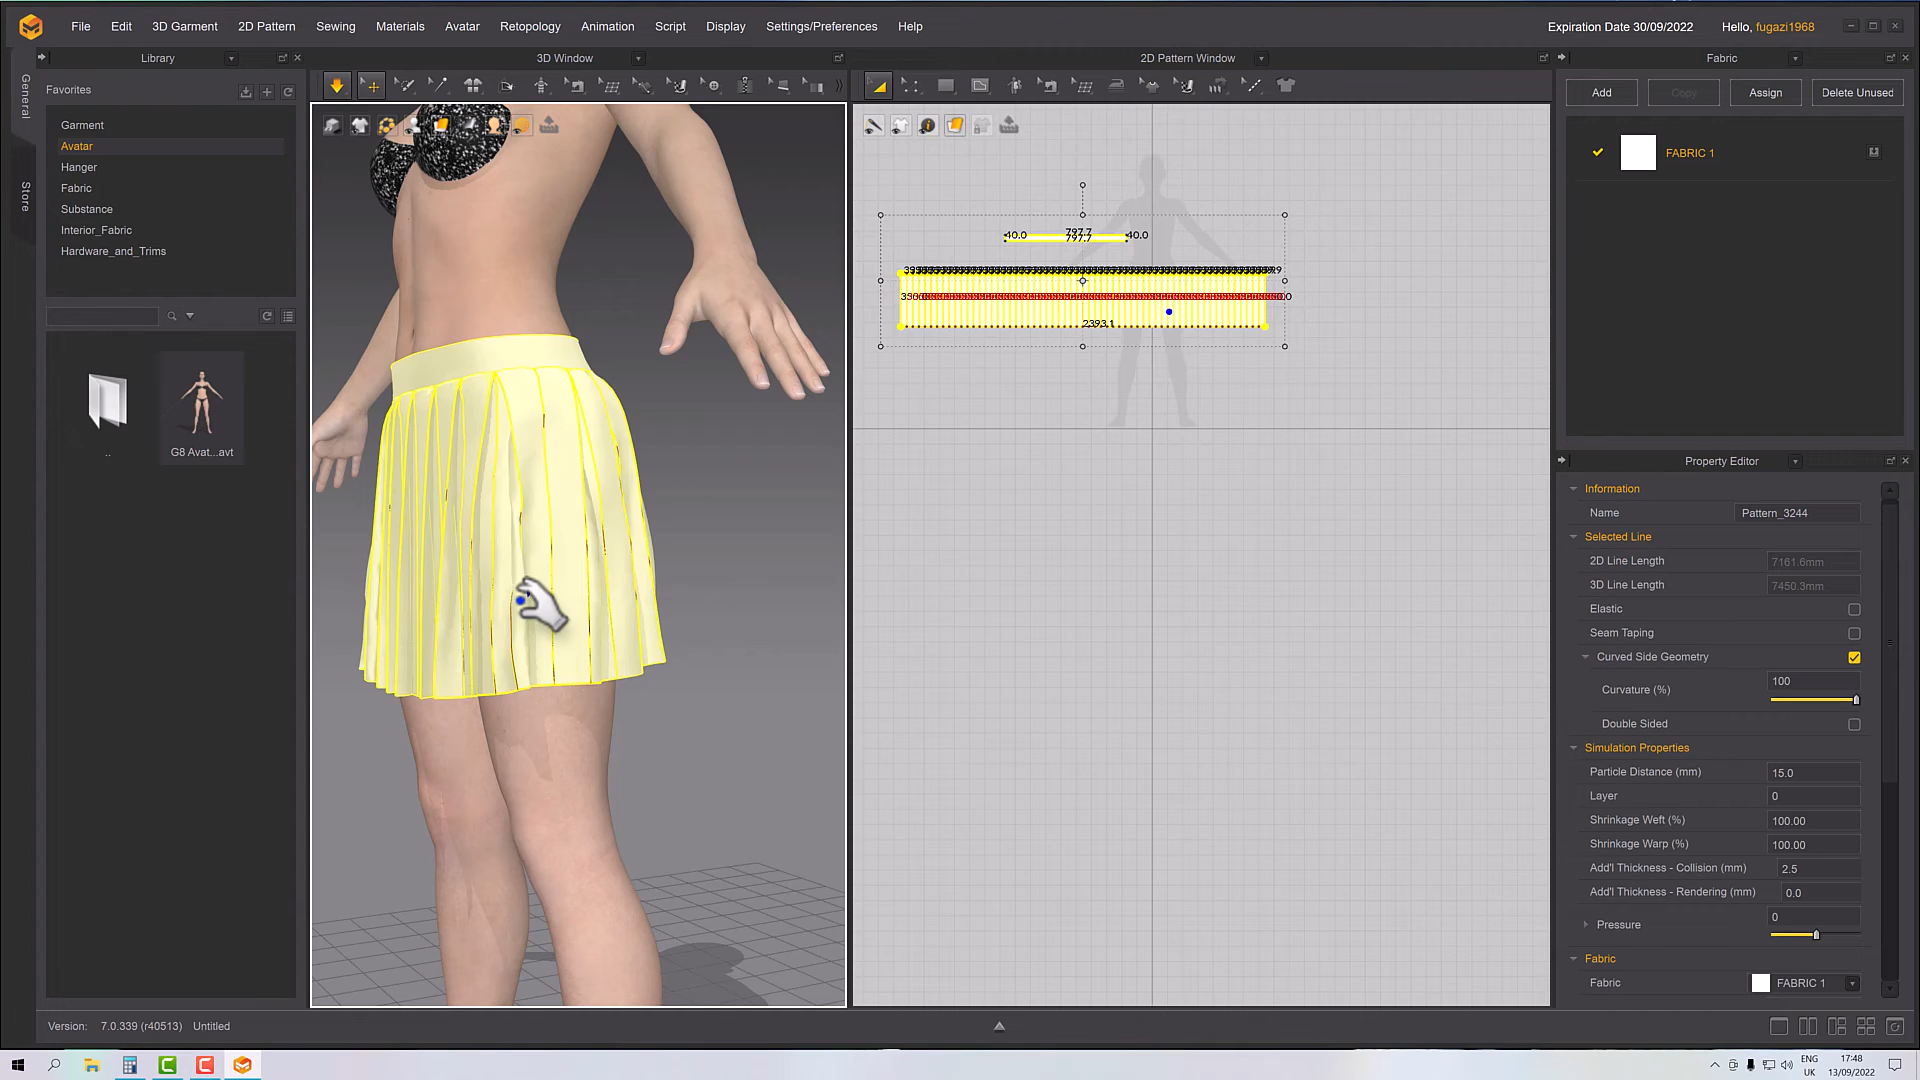 File Edit 3D Garment 2D Pattern Sewing Materials Avatar Retopology Animation Script Display Settings/Preferences Help
Expiration Date 30/09/2022 Hello, fugazi1968
Library
3D Window
2D Pattern Window
Fabric
General
Store
Favorites
Garment
Avatar
Hanger
Fabric
Substance
Interior_Fabric
Hardware_and_Trims
..
G8 Avat...avt
40.0
797.7
797.7
40.0
2393.1
Add Copy Assign Delete Unused
FABRIC 1
Property Editor
Information
Name Pattern_3244
Selected Line
2D Line Length 7161.6mm
3D Line Length 7450.3mm
Elastic
Seam Taping
Curved Side Geometry
Curvature (%) 100
Double Sided
Simulation Properties
Particle Distance (mm) 15.0
Layer 0
Shrinkage Weft (%) 100.00
Shrinkage Warp (%) 100.00
Add'l Thickness - Collision (mm) 2.5
Add'l Thickness - Rendering (mm) 0.0
Pressure 0
Fabric
Fabric FABRIC 1
Version: 7.0.339 (r40513) Untitled
ENG
UK
17:48
13/09/2022